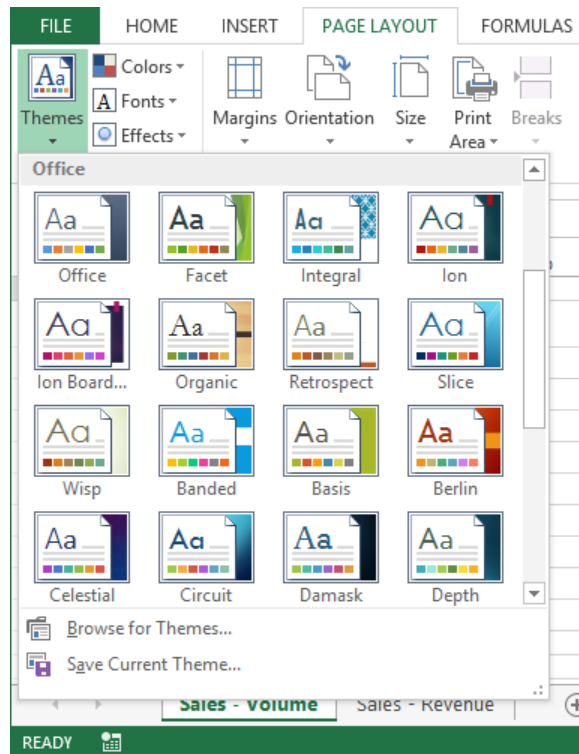 FILE HOME INSERT PAGE LAYOUT FORMULAS
Aa Themes
Colors
A Fonts
Effects
Margins Orientation Size Print Area Breaks
Office
Aa Aa Aa Aa
Office Facet Integral Ion
Aa Aa Aa Aa
Ion Board... Organic Retrospect Slice
Aa Aa Aa Aa
Wisp Banded Basis Berlin
Aa Aa Aa Aa
Celestial Circuit Damask Depth
Browse for Themes...
Save Current Theme...
Sales - Volume Sales - Revenue
READY